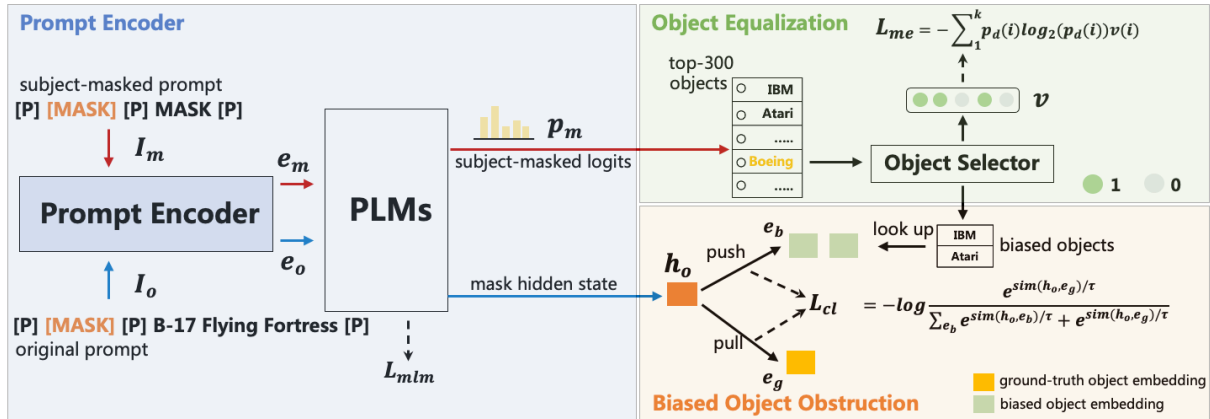 Prompt Encoder
subject-masked prompt
[P] [MASK] [P] MASK [P]
I_m
e_m
Prompt Encoder
PLMs
e_o
I_o
[P] [MASK] [P] B-17 Flying Fortress [P]
original prompt
L_mlm
p_m
subject-masked logits
mask hidden state
Object Equalization
L_me = −∑_1^k p_d(i)log_2(p_d(i))v(i)
top-300
objects
IBM
Atari
.....
Boeing
.....
v
Object Selector
1 0
e_b
look up
IBM
Atari
biased objects
push
h_o
L_cl = −log e^{sim(h_o,e_g)/τ} / (∑_{e_b} e^{sim(h_o,e_b)/τ} + e^{sim(h_o,e_g)/τ})
pull
e_g
ground-truth object embedding
biased object embedding
Biased Object Obstruction